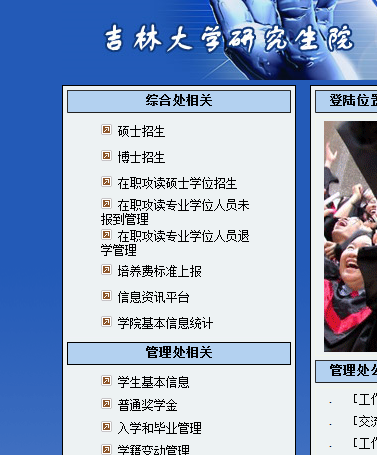 吉林大学研究生院
综合处相关
硕士招生
博士招生
在职攻读硕士学位招生
在职攻读专业学位人员未
报到管理
在职攻读专业学位人员退
学管理
培养费标准上报
信息资讯平台
学院基本信息统计
管理处相关
学生基本信息
普通奖学金
入学和毕业管理
学籍变动管理
登陆位置
管理处公
[工作
[交流
[工作